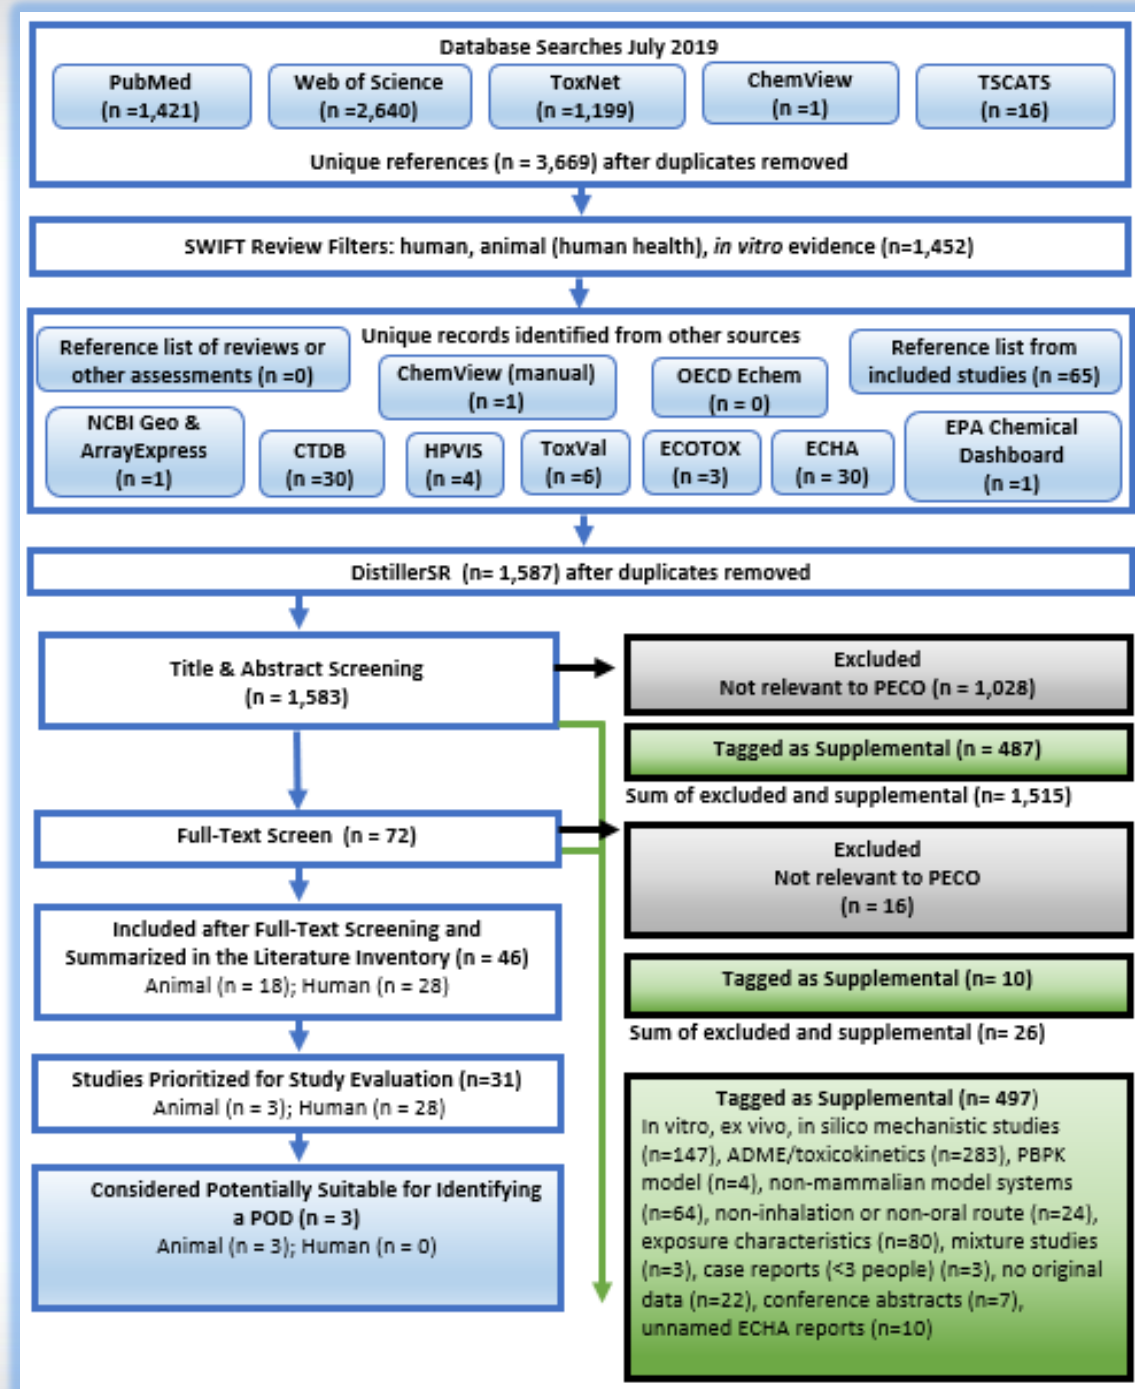 Database Searches July 2019
PubMed
(n =1,421)
Web of Science
(n =2,640)
ToxNet
(n =1,199)
ChemView
(n =1)
TSCATS
(n =16)
Unique references (n = 3,669) after duplicates removed
SWIFT Review Filters: human, animal (human health), in vitro evidence (n=1,452)
Unique records identified from other sources
Reference list of reviews or
other assessments (n =0)
ChemView (manual)
(n =1)
OECD Echem
(n = 0)
Reference list from
included studies (n =65)
NCBI Geo &
ArrayExpress
(n =1)
CTDB
(n =30)
HPVIS
(n =4)
ToxVal
(n =6)
ECOTOX
(n =3)
ECHA
(n = 30)
EPA Chemical
Dashboard
(n =1)
DistillerSR (n= 1,587) after duplicates removed
Title & Abstract Screening
(n = 1,583)
Excluded
Not relevant to PECO (n = 1,028)
Tagged as Supplemental (n = 487)
Sum of excluded and supplemental (n= 1,515)
Full-Text Screen (n = 72)
Excluded
Not relevant to PECO
(n = 16)
Included after Full-Text Screening and
Summarized in the Literature Inventory (n = 46)
Animal (n = 18); Human (n = 28)
Tagged as Supplemental (n= 10)
Sum of excluded and supplemental (n= 26)
Studies Prioritized for Study Evaluation (n=31)
Animal (n = 3); Human (n = 28)
Considered Potentially Suitable for Identifying
a POD (n = 3)
Animal (n = 3); Human (n = 0)
Tagged as Supplemental (n= 497)
In vitro, ex vivo, in silico mechanistic studies
(n=147), ADME/toxicokinetics (n=283), PBPK
model (n=4), non-mammalian model systems
(n=64), non-inhalation or non-oral route (n=24),
exposure characteristics (n=80), mixture studies
(n=3), case reports (<3 people) (n=3), no original
data (n=22), conference abstracts (n=7),
unnamed ECHA reports (n=10)